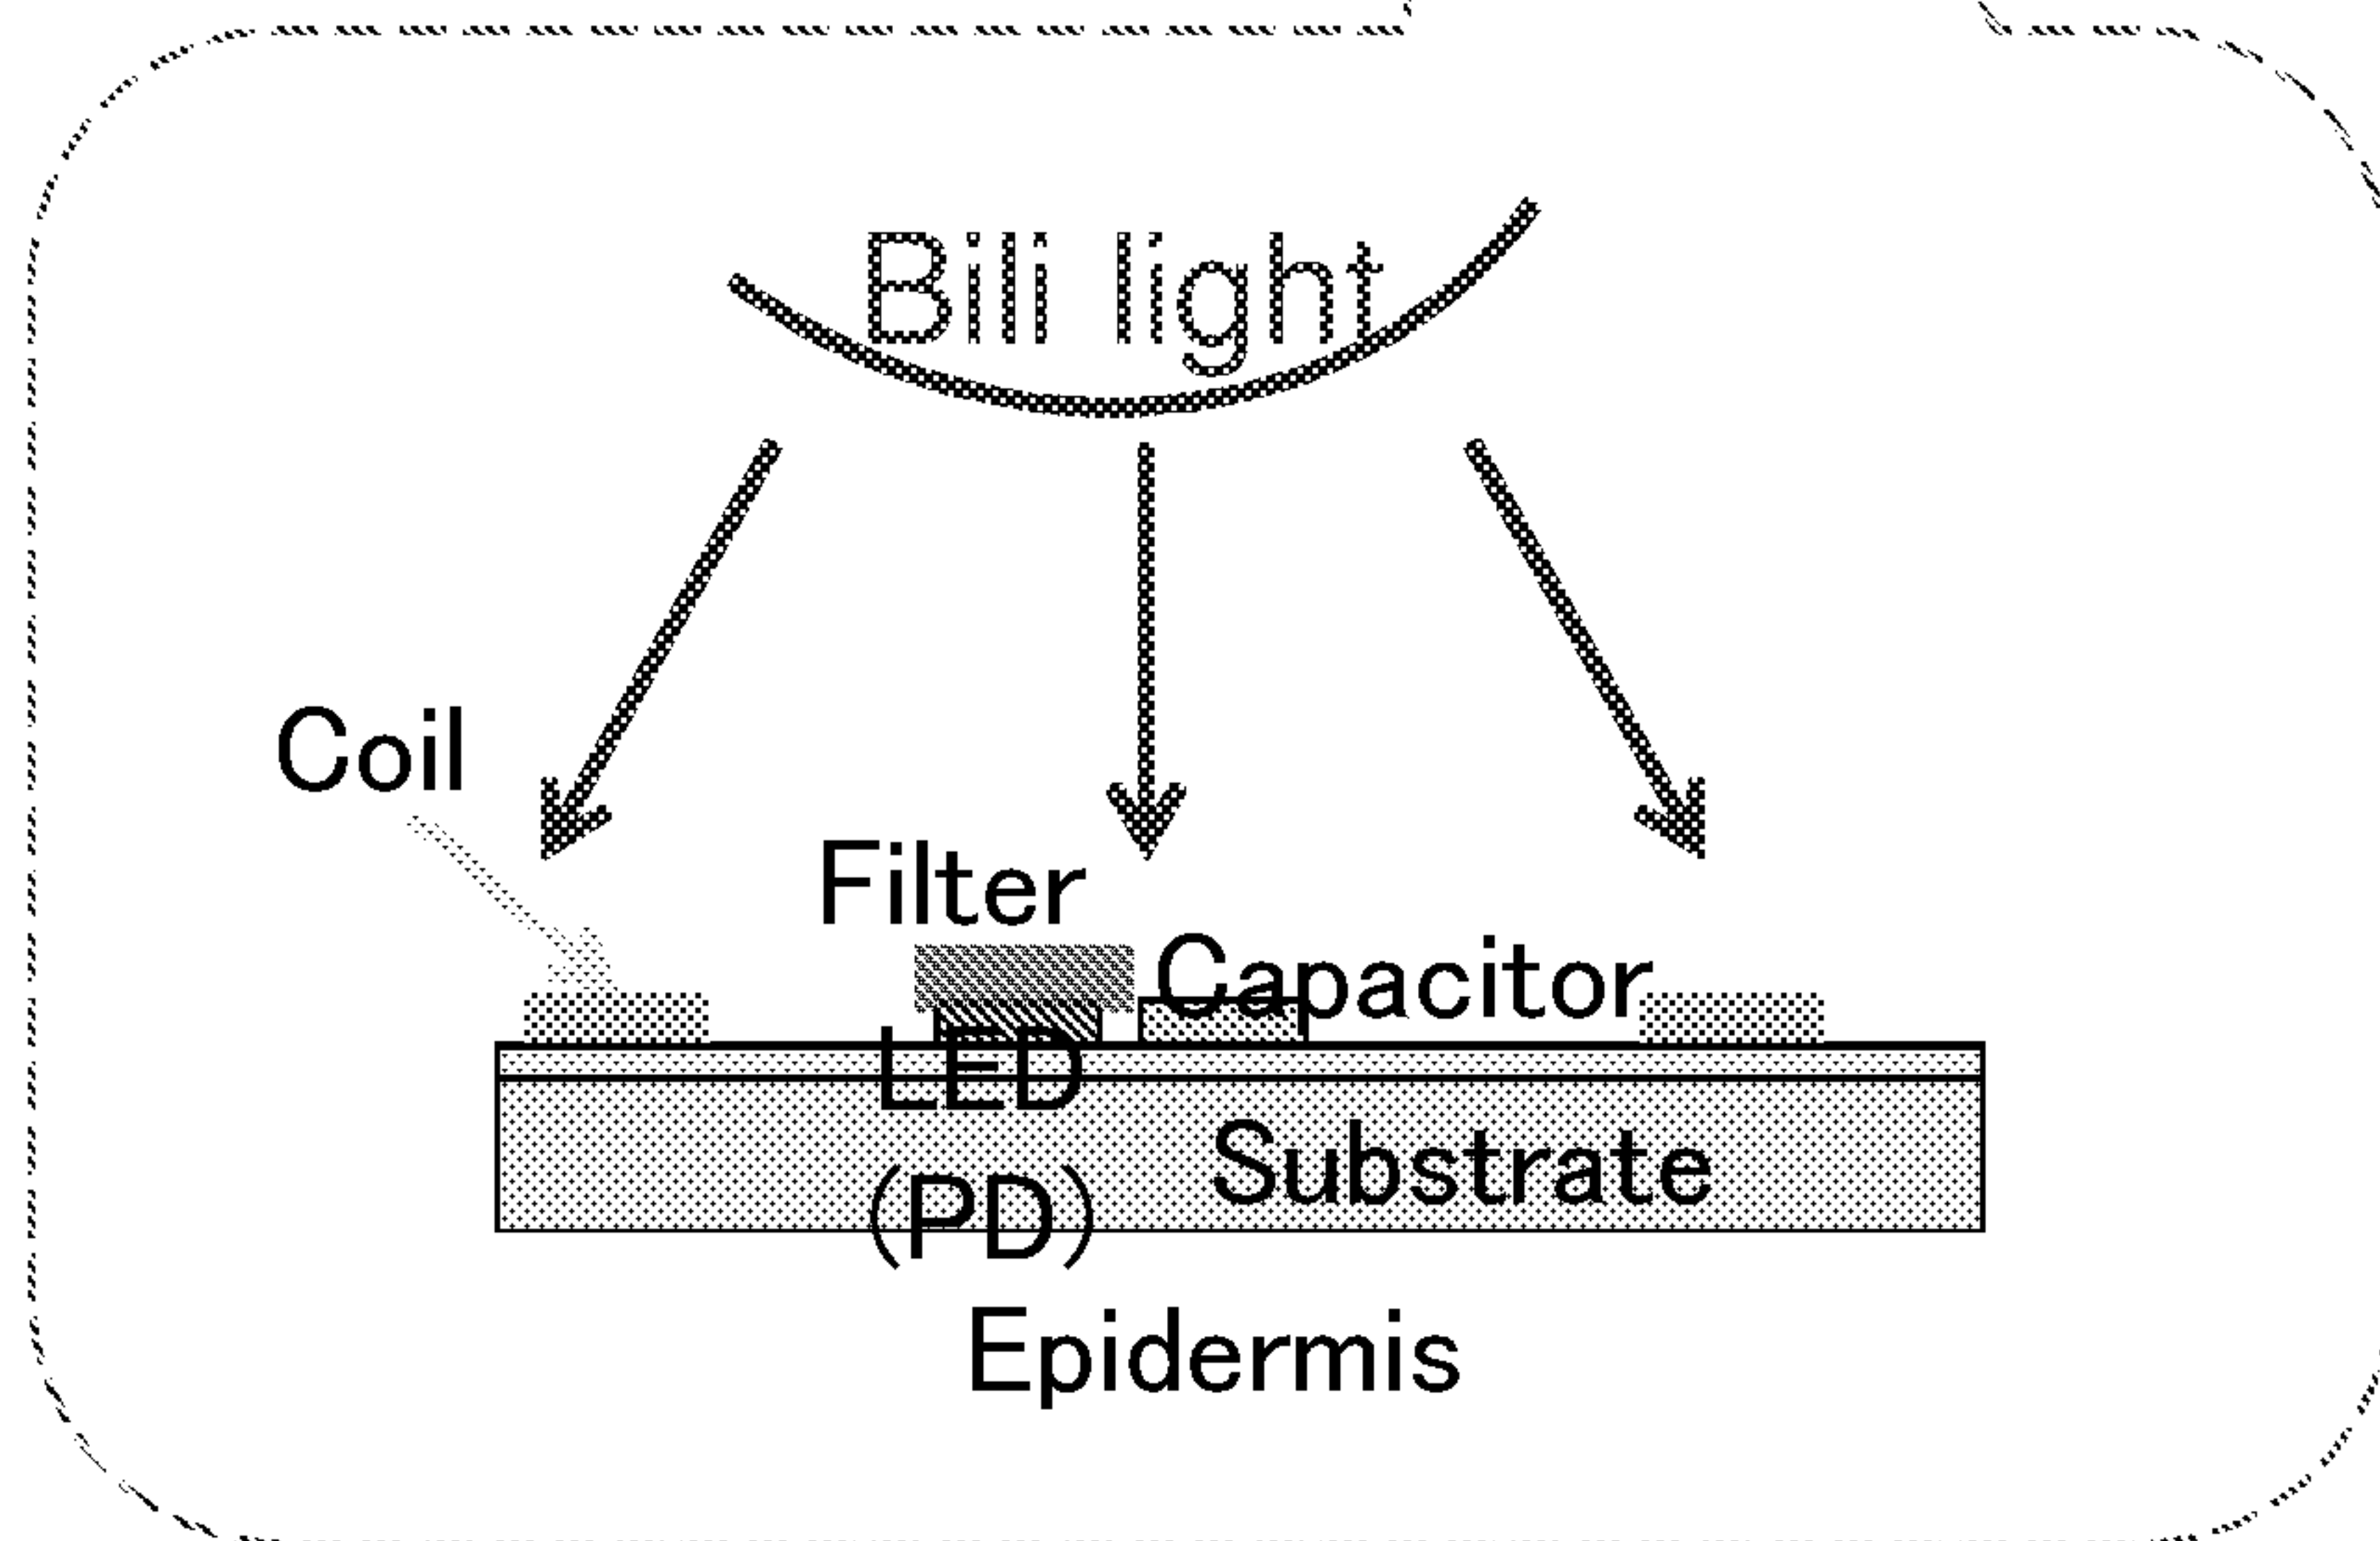 Bili light
Coil
Filter
Capacitor
LED
(PD)
Substrate
Epidermis